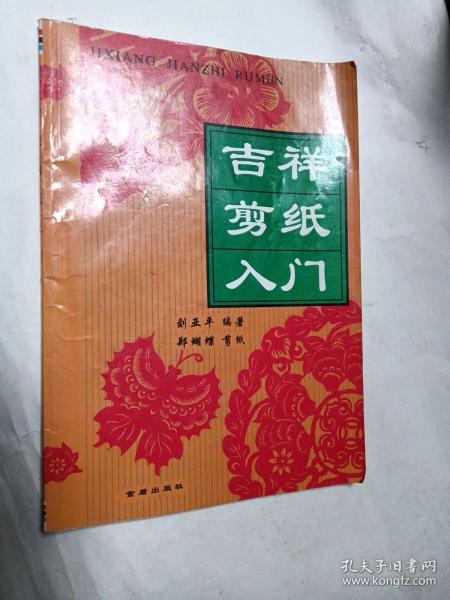 JIXIANG JIANZHI RUMEN
吉祥
剪纸
入门
刘亚平 编著
郑蝴蝶 剪纸
金盾出版社
孔夫子旧书网
www.kongfz.com